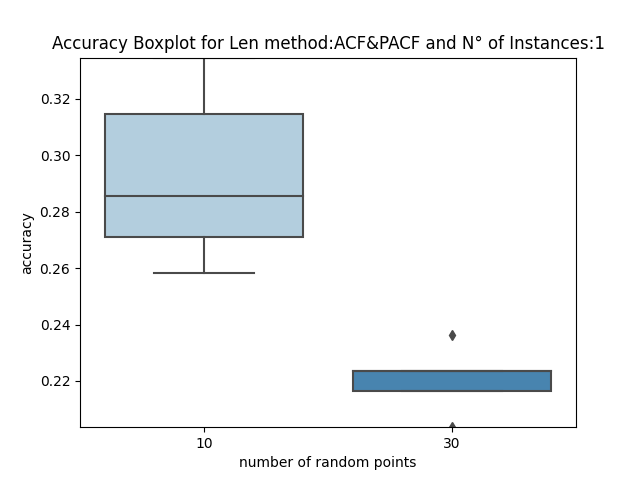 Accuracy Boxplot for Len method:ACF&PACF and N° of Instances:1
0.32
0.30
0.28
0.26
0.24
0.22
accuracy
10 30
number of random points